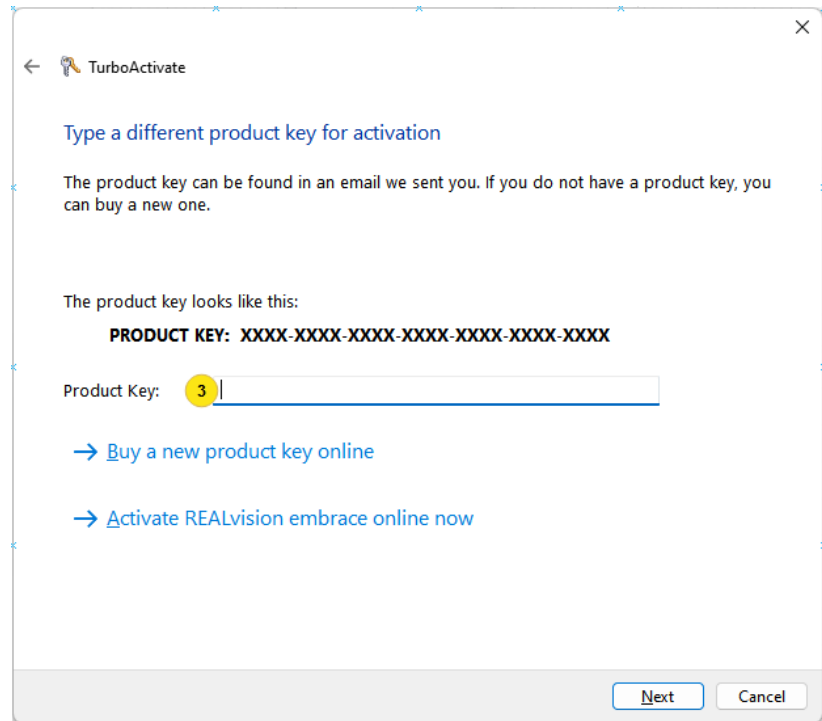 TurboActivate
Type a different product key for activation
The product key can be found in an email we sent you. If you do not have a product key, you
can buy a new one.
The product key looks like this:
PRODUCT KEY: XXXX-XXXX-XXXX-XXXX-XXXX-XXXX-XXXX
Product Key: 3
Buy a new product key online
Activate REALvision embrace online now
Next Cancel